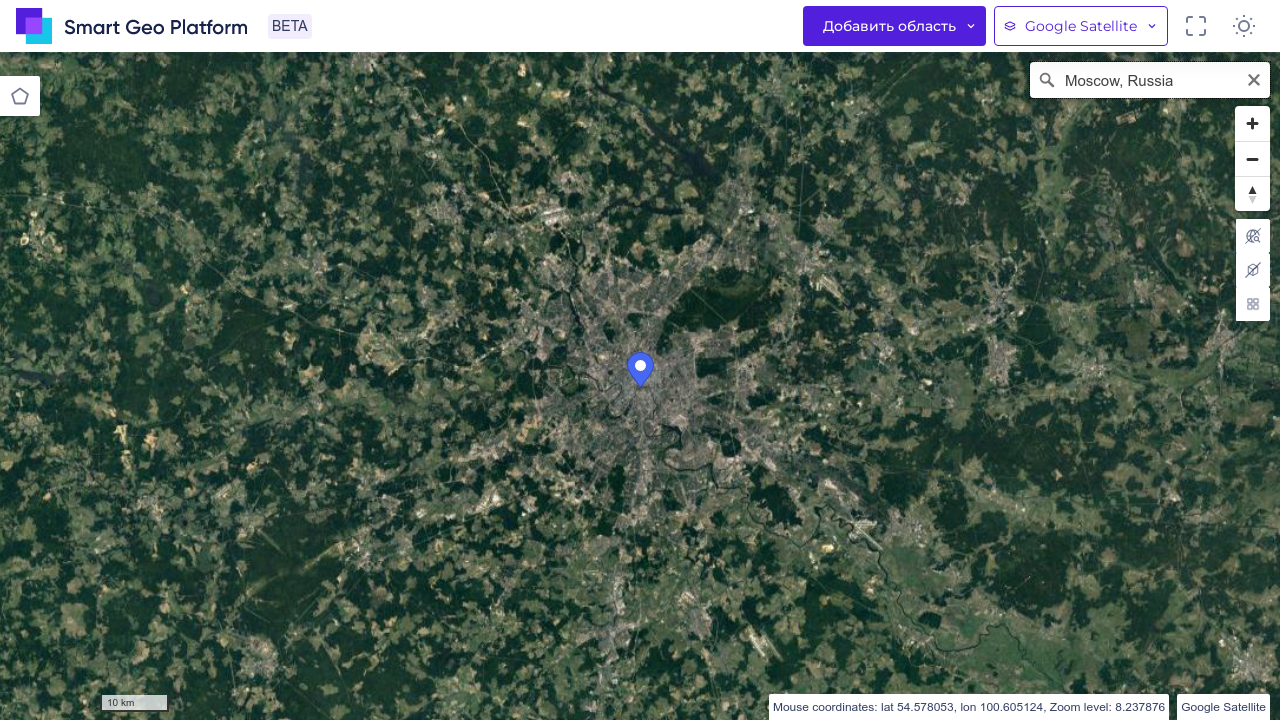 Smart Geo Platform BETA Добавить область Google Satellite
Moscow, Russia
10 km
Mouse coordinates: lat 54.578053, lon 100.605124, Zoom level: 8.237876 Google Satellite